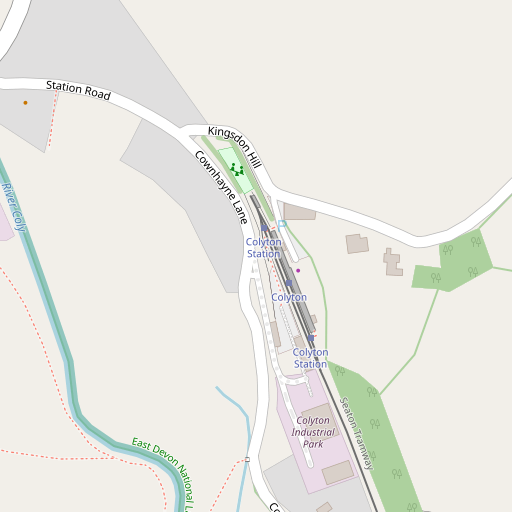 Station Road
Kingsdon Hill
Cownhayne Lane
River Coly
Colyton
Station
Colyton
Colyton
Station
Seaton Tramway
Colyton
Industrial
Park
East Devon National L
Co